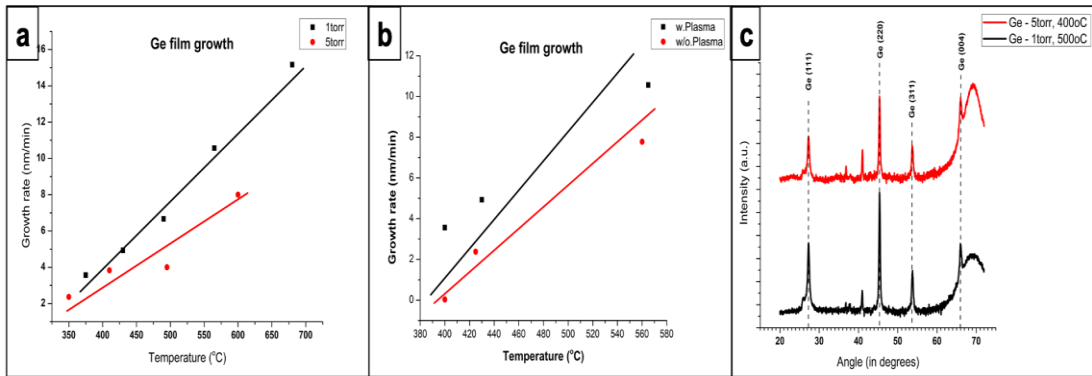 a
Ge film growth
1torr
5torr
16
14
12
10
8
6
4
2
Growth rate (nm/min)
350 400 450 500 550 600 650 700
Temperature (°C)
b
Ge film growth
w.Plasma
w/o.Plasma
12
10
8
6
4
2
0
Growth rate (nm/min)
380 400 420 440 460 480 500 520 540 560 580
Temperature (°C)
c
Ge - 5torr, 400oC
Ge - 1torr, 500oC
Ge (111)
Ge (220)
Ge (311)
Ge (004)
Intensity (a.u.)
20 30 40 50 60 70
Angle (in degrees)